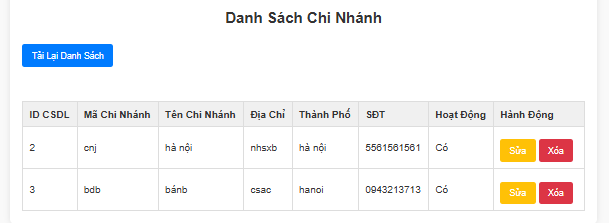 Danh Sách Chi Nhánh
Tải Lại Danh Sách
ID CSDL Mã Chi Nhánh Tên Chi Nhánh Địa Chỉ Thành Phố SĐT Hoạt Động Hành Động
2 cnj hà nội nhsxb hà nội 5561561561 Có Sửa Xóa
3 bdb bánb csac hanoi 0943213713 Có Sửa Xóa